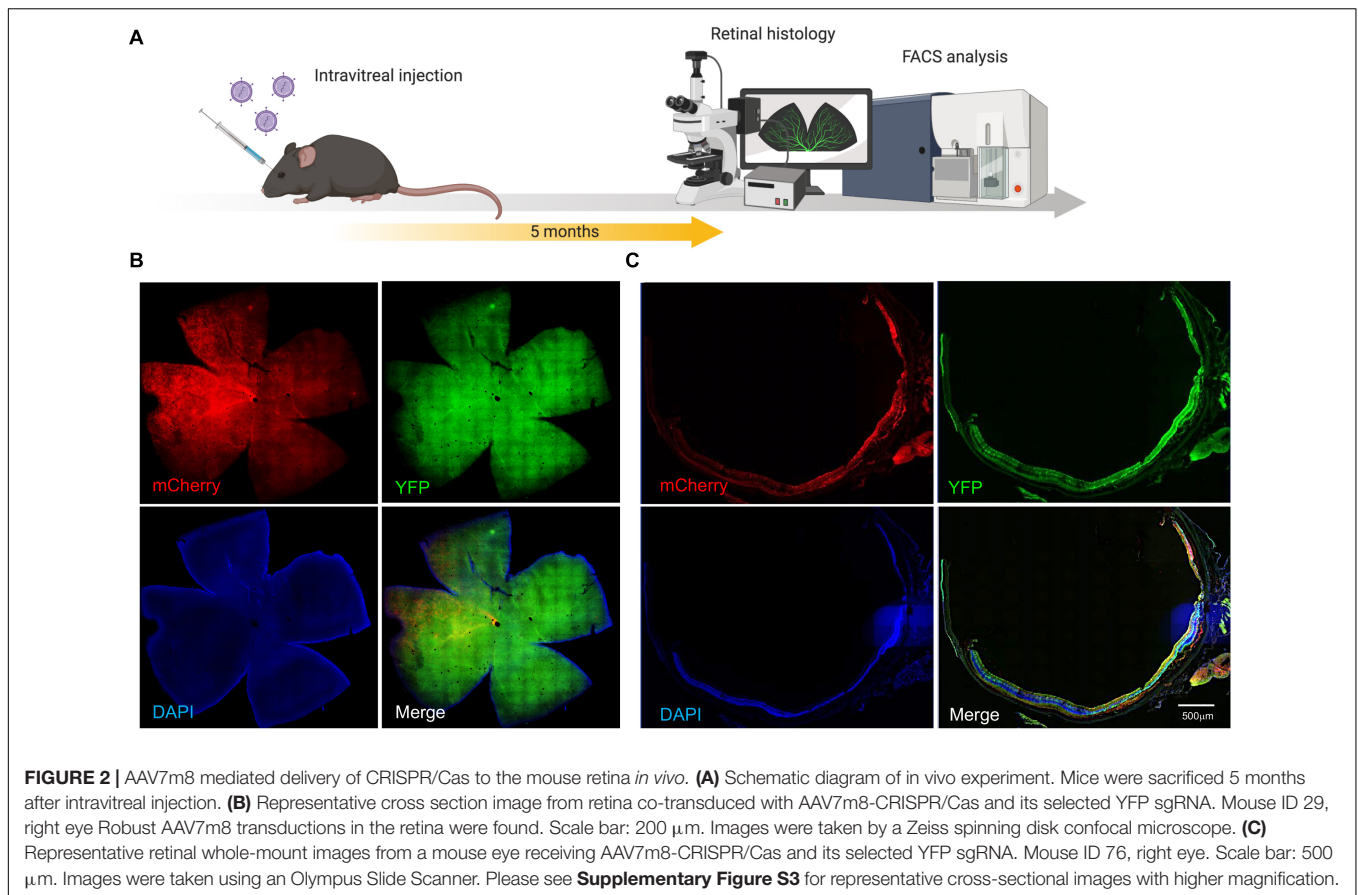 A
Intravitreal injection
Retinal histology
FACS analysis
5 months
B
C
mCherry
YFP
DAPI
Merge
mCherry
YFP
DAPI
Merge
500μm
FIGURE 2 | AAV7m8 mediated delivery of CRISPR/Cas to the mouse retina in vivo. (A) Schematic diagram of in vivo experiment. Mice were sacrificed 5 months
after intravitreal injection. (B) Representative cross section image from retina co-transduced with AAV7m8-CRISPR/Cas and its selected YFP sgRNA. Mouse ID 29,
right eye Robust AAV7m8 transductions in the retina were found. Scale bar: 200 μm. Images were taken by a Zeiss spinning disk confocal microscope. (C)
Representative retinal whole-mount images from a mouse eye receiving AAV7m8-CRISPR/Cas and its selected YFP sgRNA. Mouse ID 76, right eye. Scale bar: 500
μm. Images were taken using an Olympus Slide Scanner. Please see Supplementary Figure S3 for representative cross-sectional images with higher magnification.